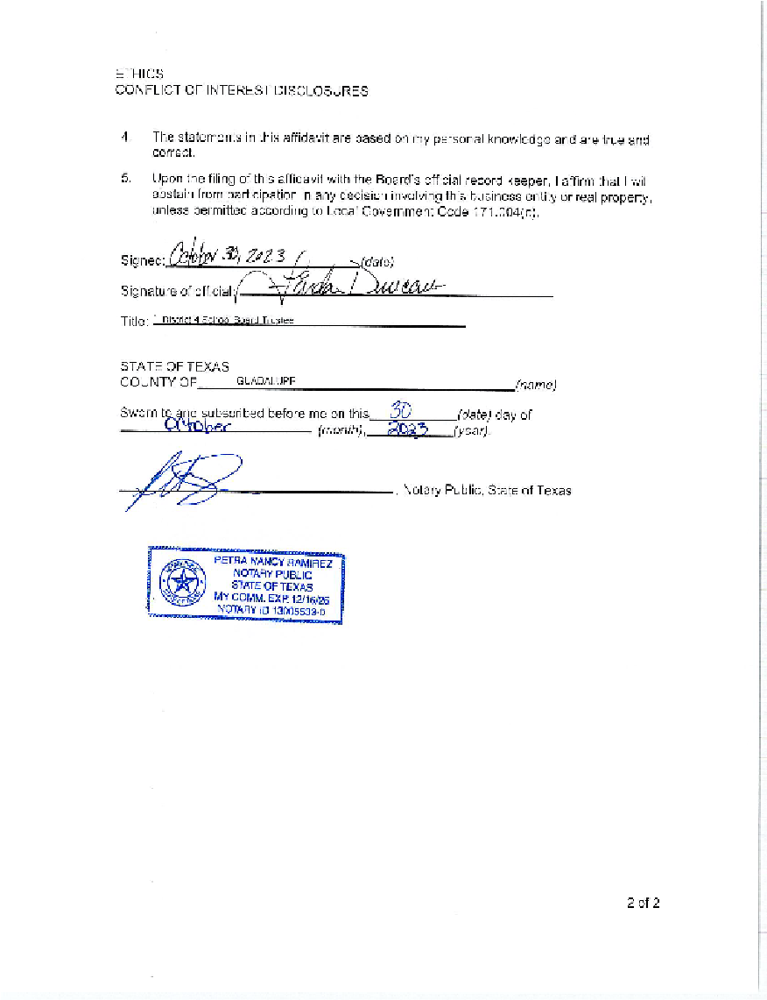 ETHICS
CONFLICT OF INTEREST DISCLOSURES
4. The statements in this affidavit are based on my personal knowledge and are true and
correct.
5. Upon the filing of this affidavit with the Board's official record keeper, I affirm that I will
abstain from participation in any decision involving this business entity or real property,
unless permitted according to Local Government Code 171.004(c).
Signed: October 30, 2023 (date)
Signature of official: Duncan
Title: District 4 School Board Trustee
STATE OF TEXAS
COUNTY OF GUADALUPE (name)
Sworn to and subscribed before me on this 30 (date) day of
October (month), 2023 (year).
, Notary Public, State of Texas
PETRA NANCY RAMIREZ
NOTARY PUBLIC
STATE OF TEXAS
MY COMM. EXP. 12/16/25
NOTARY ID
2 of 2